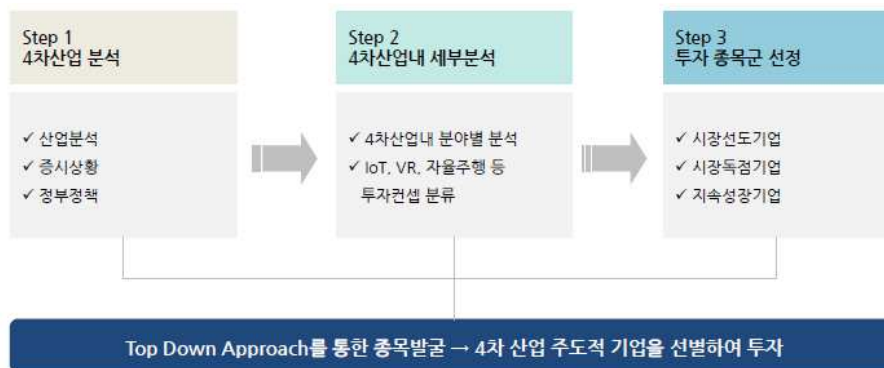 Step 1
4차산업 분석
✓ 산업분석
✓ 증시상황
✓ 정부정책
Step 2
4차산업내 세부분석
✓ 4차산업내 분야별 분석
✓ IoT, VR, 자율주행 등
투자컨셉 분류
Step 3
투자 종목군 선정
✓ 시장선도기업
✓ 시장독점기업
✓ 지속성장기업
Top Down Approach를 통한 종목발굴 → 4차 산업 주도적 기업을 선별하여 투자